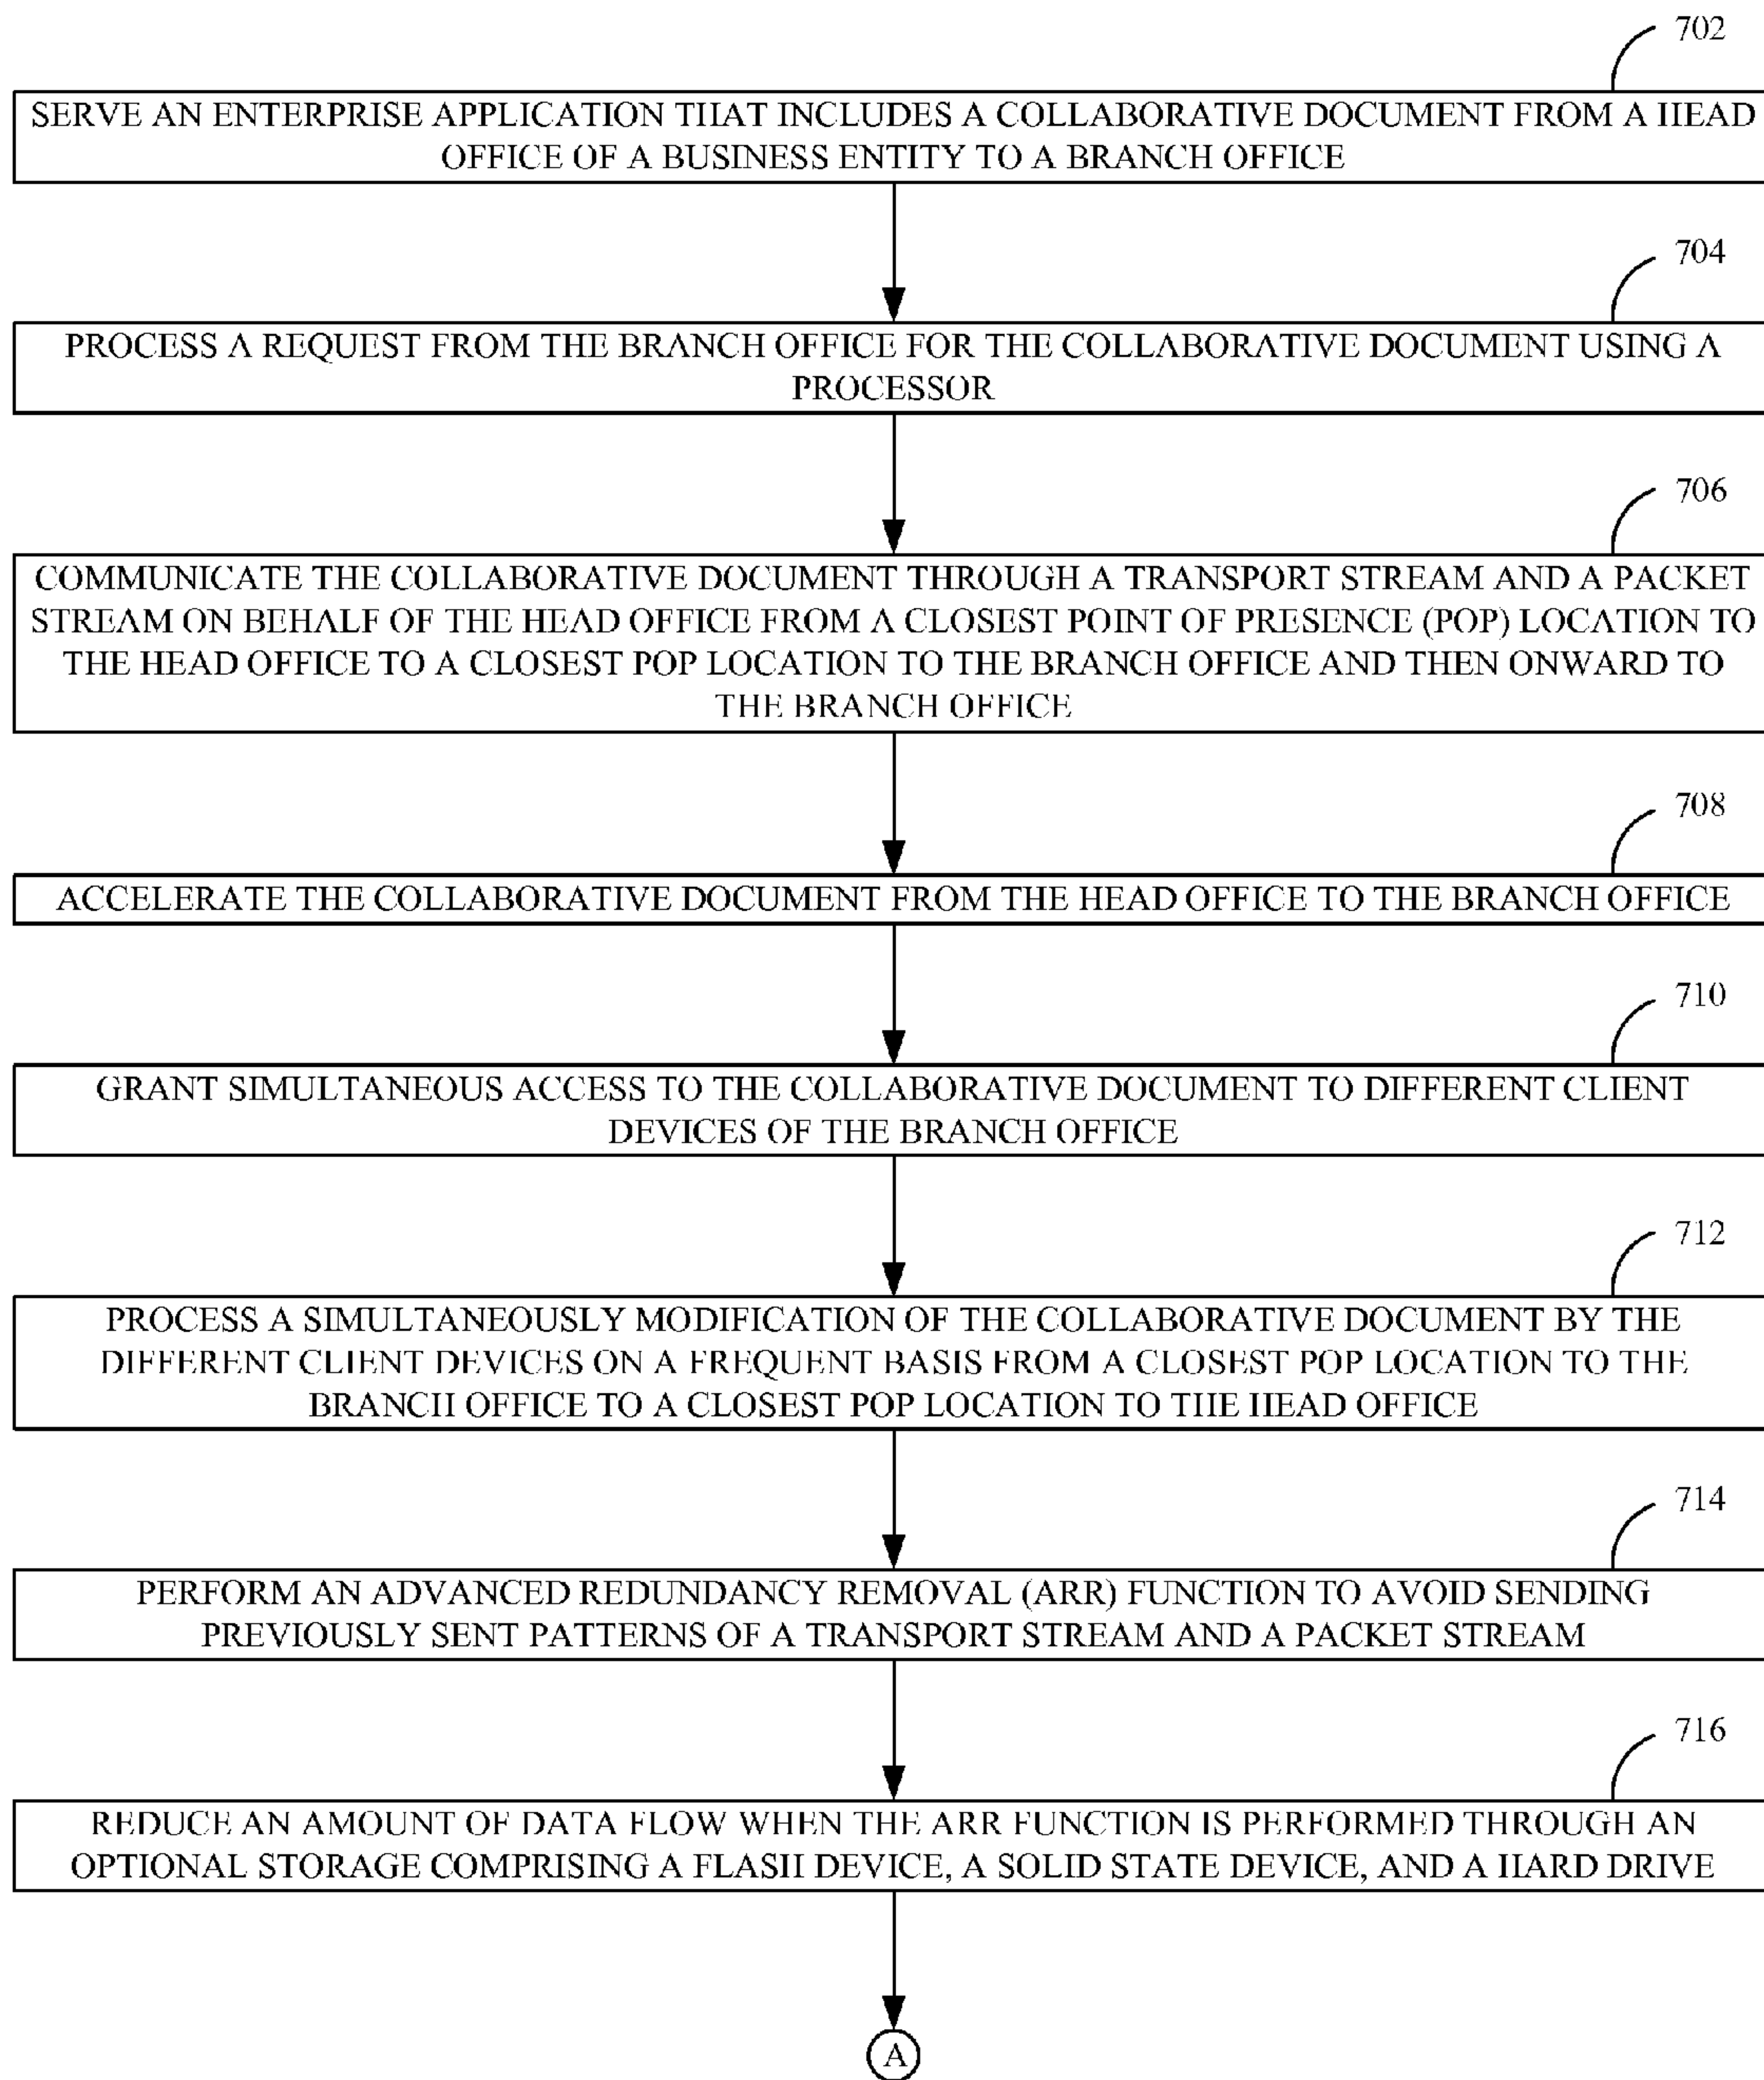 702
SERVE AN ENTERPRISE APPLICATION THAT INCLUDES A COLLABORATIVE DOCUMENT FROM A HEAD
OFFICE OF A BUSINESS ENTITY TO A BRANCH OFFICE
704
PROCESS A REQUEST FROM THE BRANCH OFFICE FOR THE COLLABORATIVE DOCUMENT USING A
PROCESSOR
706
COMMUNICATE THE COLLABORATIVE DOCUMENT THROUGH A TRANSPORT STREAM AND A PACKET
STREAM ON BEHALF OF THE HEAD OFFICE FROM A CLOSEST POINT OF PRESENCE (POP) LOCATION TO
THE HEAD OFFICE TO A CLOSEST POP LOCATION TO THE BRANCH OFFICE AND THEN ONWARD TO
THE BRANCH OFFICE
708
ACCELERATE THE COLLABORATIVE DOCUMENT FROM THE HEAD OFFICE TO THE BRANCH OFFICE
710
GRANT SIMULTANEOUS ACCESS TO THE COLLABORATIVE DOCUMENT TO DIFFERENT CLIENT
DEVICES OF THE BRANCH OFFICE
712
PROCESS A SIMULTANEOUSLY MODIFICATION OF THE COLLABORATIVE DOCUMENT BY THE
DIFFERENT CLIENT DEVICES ON A FREQUENT BASIS FROM A CLOSEST POP LOCATION TO THE
BRANCH OFFICE TO A CLOSEST POP LOCATION TO THE HEAD OFFICE
714
PERFORM AN ADVANCED REDUNDANCY REMOVAL (ARR) FUNCTION TO AVOID SENDING
PREVIOUSLY SENT PATTERNS OF A TRANSPORT STREAM AND A PACKET STREAM
716
REDUCE AN AMOUNT OF DATA FLOW WHEN THE ARR FUNCTION IS PERFORMED THROUGH AN
OPTIONAL STORAGE COMPRISING A FLASH DEVICE, A SOLID STATE DEVICE, AND A HARD DRIVE
A